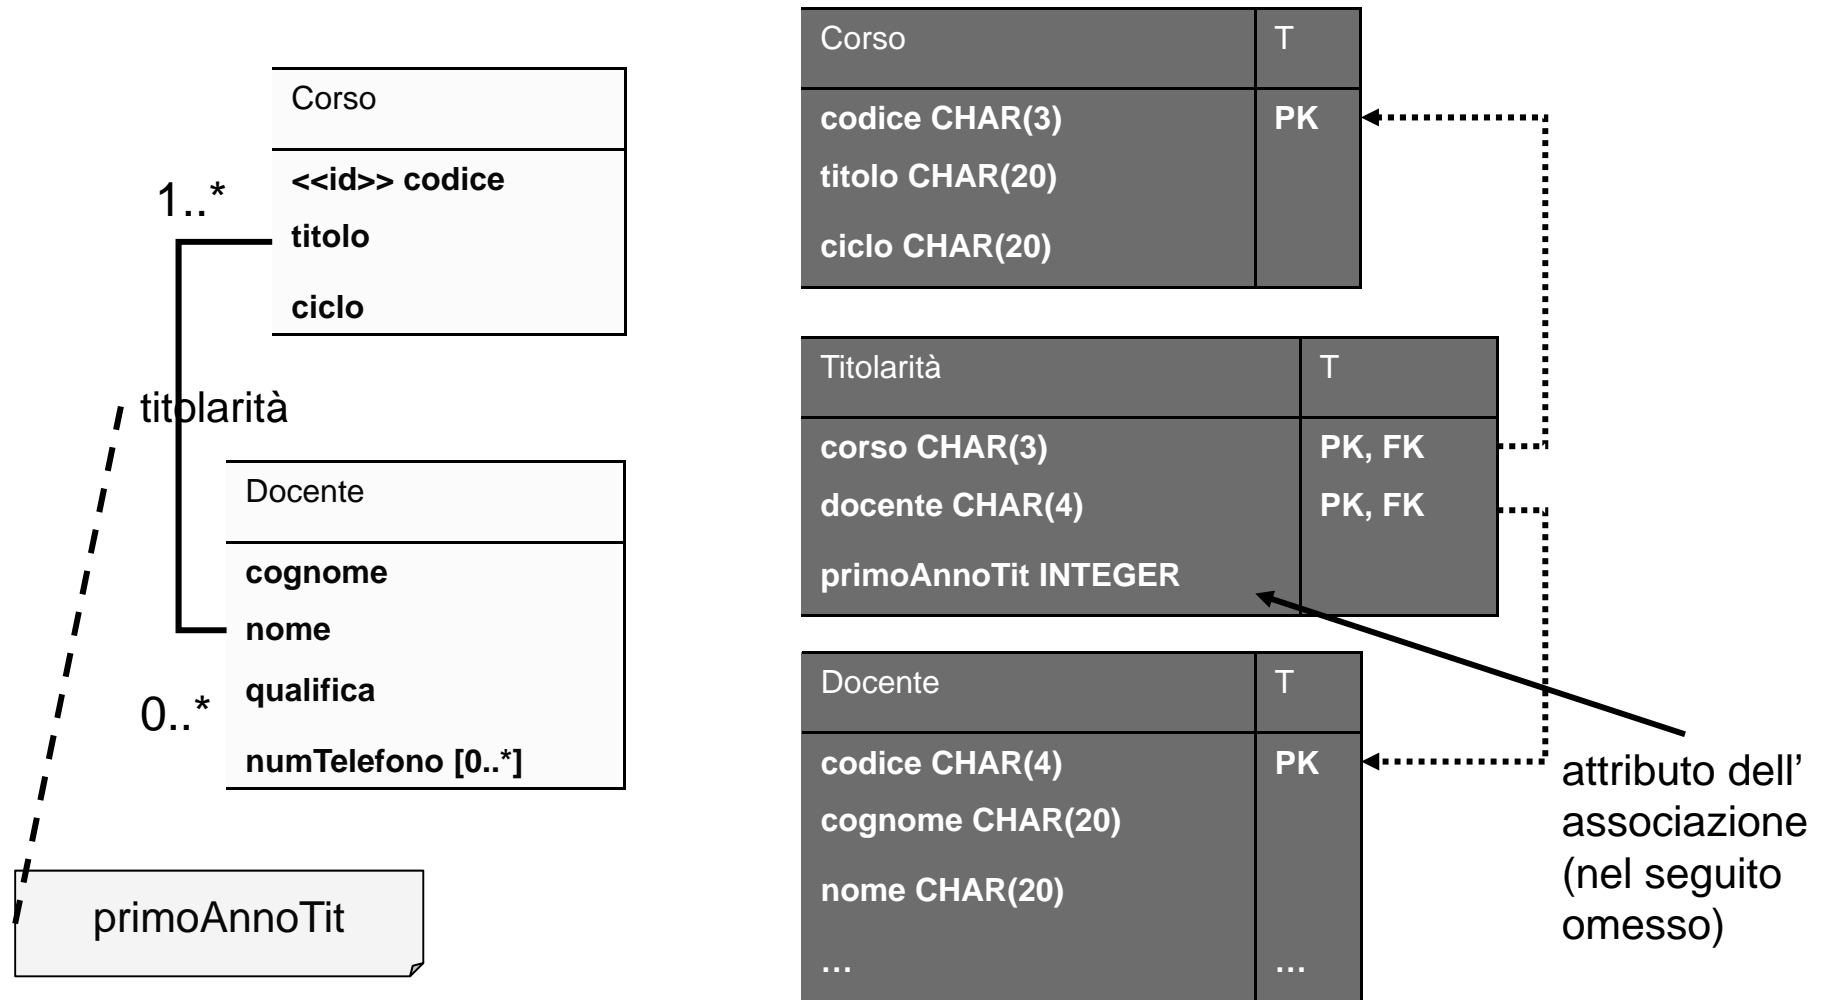 Corso
<<id>> codice
1..*
titolo
ciclo
titolarità
Docente
cognome
nome
qualifica
0..*
numTelefono [0..*]
primoAnnoTit
Corso T
codice CHAR(3) PK
titolo CHAR(20)
ciclo CHAR(20)
Titolarità T
corso CHAR(3) PK, FK
docente CHAR(4) PK, FK
primoAnnoTit INTEGER
Docente T
codice CHAR(4) PK
cognome CHAR(20)
nome CHAR(20)
... ...
attributo dell’
associazione
(nel seguito
omesso)